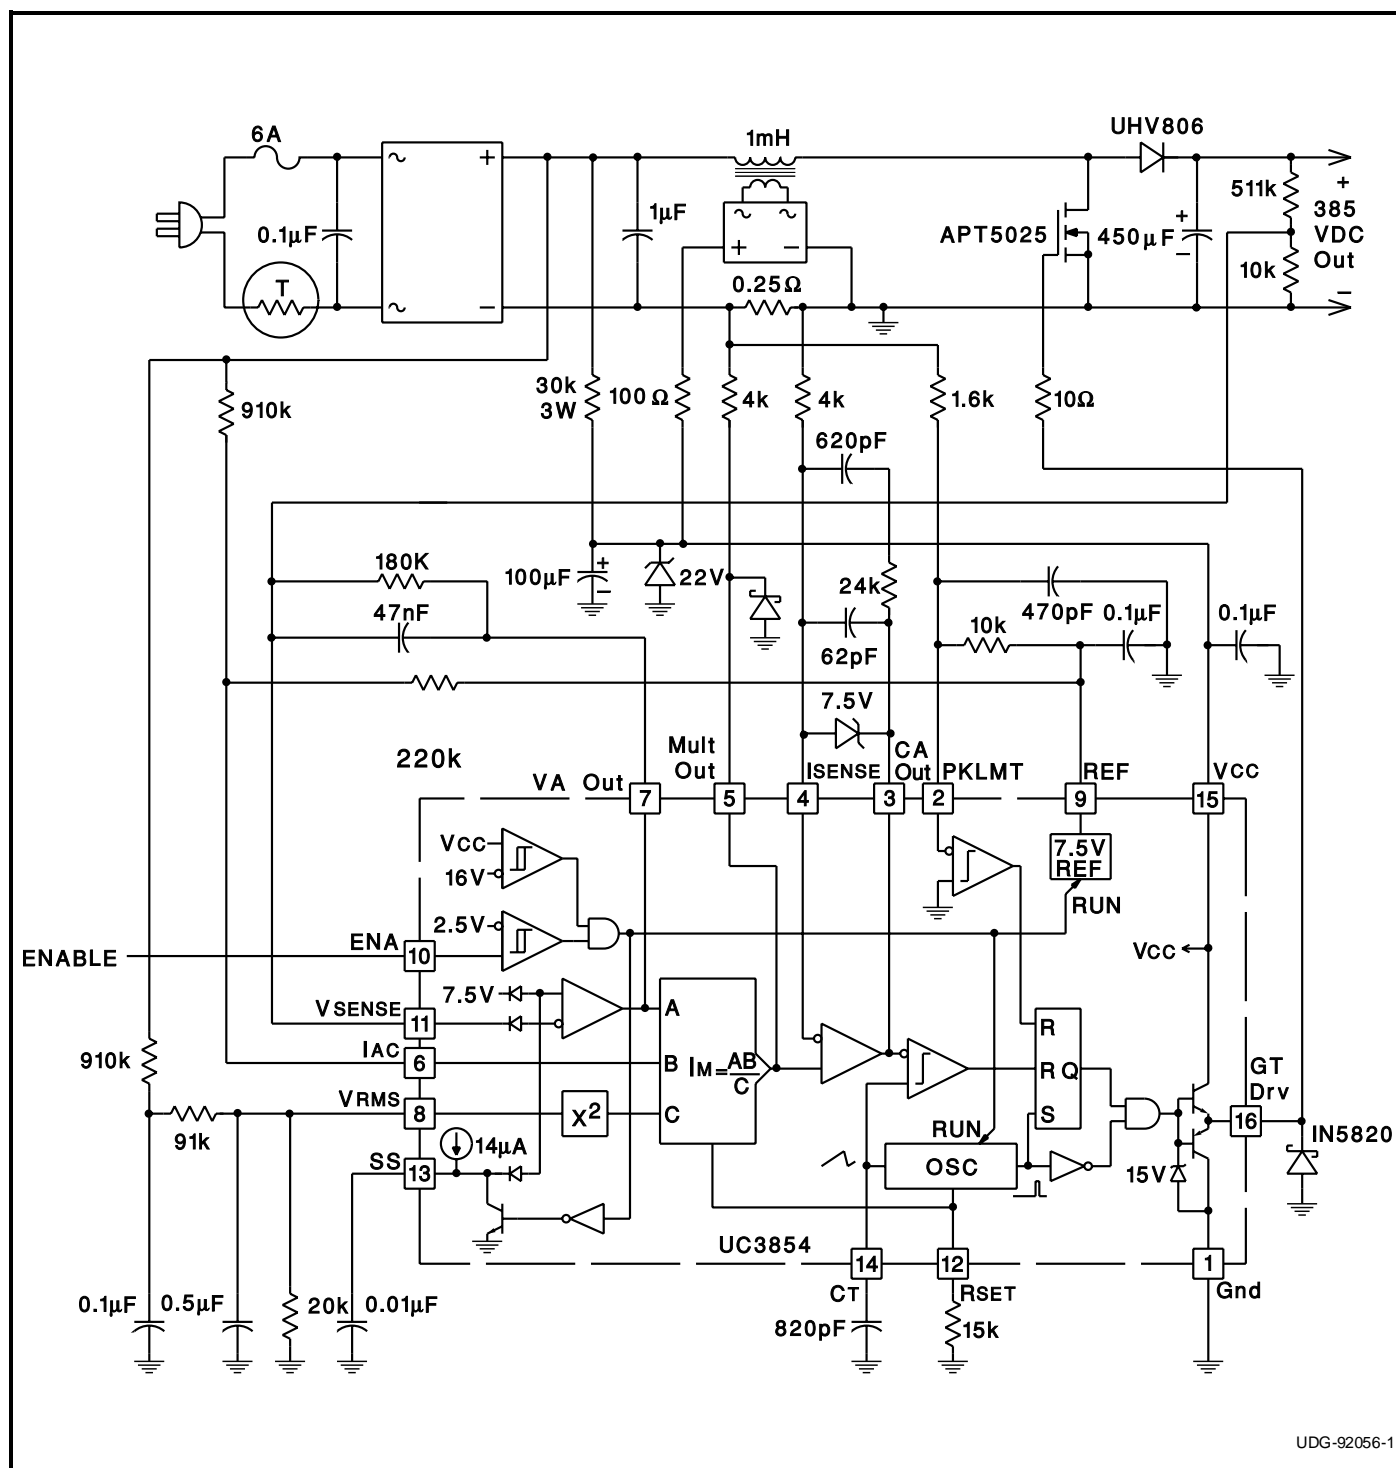 6A
1mH
UHV806
0.1µF
1µF
APT5025
450µF
+
−
511k
+
385
VDC
Out
10k
−
T
~
+
~
−
~
~
+
−
0.25Ω
910k
30k
3W
100 Ω
4k
4k
1.6k
10Ω
620pF
180K
47nF
100µF
+
−
22V
24k
62pF
470pF
0.1µF
0.1µF
10k
7.5V
220k
VA Out
Mult
Out
ISENSE
CA
Out
PKLMT
REF
VCC
7
5
4
3
2
9
15
VCC
16V
2.5V
7.5V
REF
RUN
ENABLE
ENA
10
VCC
VSENSE
11
7.5V
A
IAC
6
B
IM=AB
C
910k
VRMS
8
X2
C
91k
SS
13
14µA
R
R Q
S
RUN
OSC
GT
Drv
16
IN5820
15V
UC3854
14
12
1
CT
RSET
Gnd
0.1µF
0.5µF
20k
0.01µF
820pF
15k
UDG-92056-1